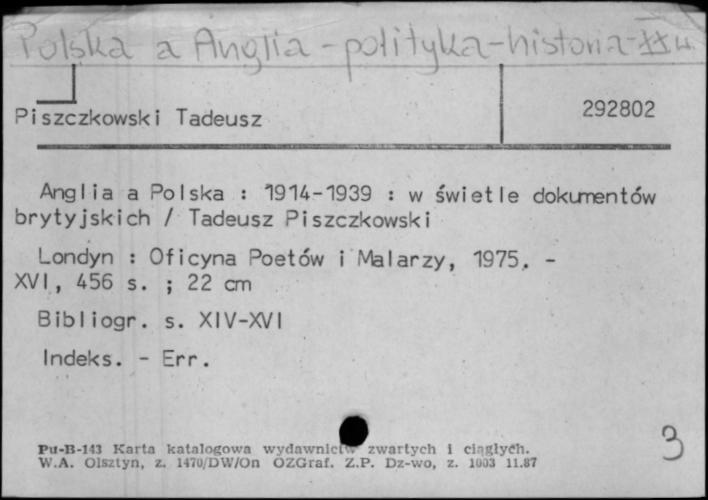 Polska a Anglia - polityka - historia - XX w.
Piszczkowski Tadeusz
292802
Anglia a Polska : 1914-1939 : w świetle dokumentów
brytyjskich / Tadeusz Piszczkowski
Londyn : Oficyna Poetów i Malarzy, 1975. -
XVI, 456 s. ; 22 cm
Bibliogr. s. XIV-XVI
Indeks. - Err.
3
Pu-B-143 Karta katalogowa wydawnictw zwartych i ciągłych.
W.A. Olsztyn, z. 1470/DW/On OZGraf. Z.P. Dz-wo, z. 1003 11.87